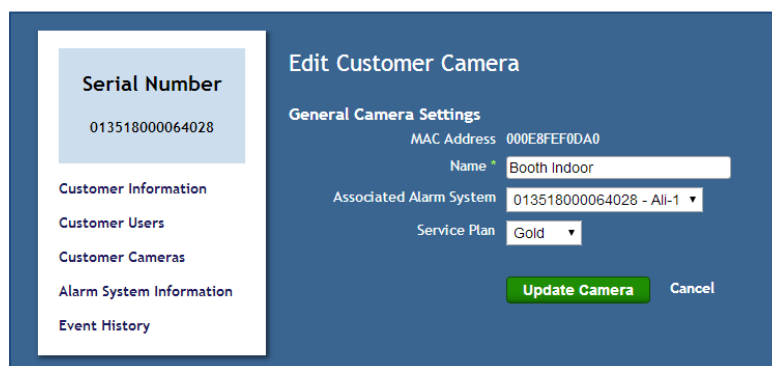 Serial Number
013518000064028
Customer Information
Customer Users
Customer Cameras
Alarm System Information
Event History
Edit Customer Camera
General Camera Settings
MAC Address 000E8FEF0DA0
Name * Booth Indoor
Associated Alarm System 013518000064028 - Ali-1
Service Plan Gold
Update Camera Cancel